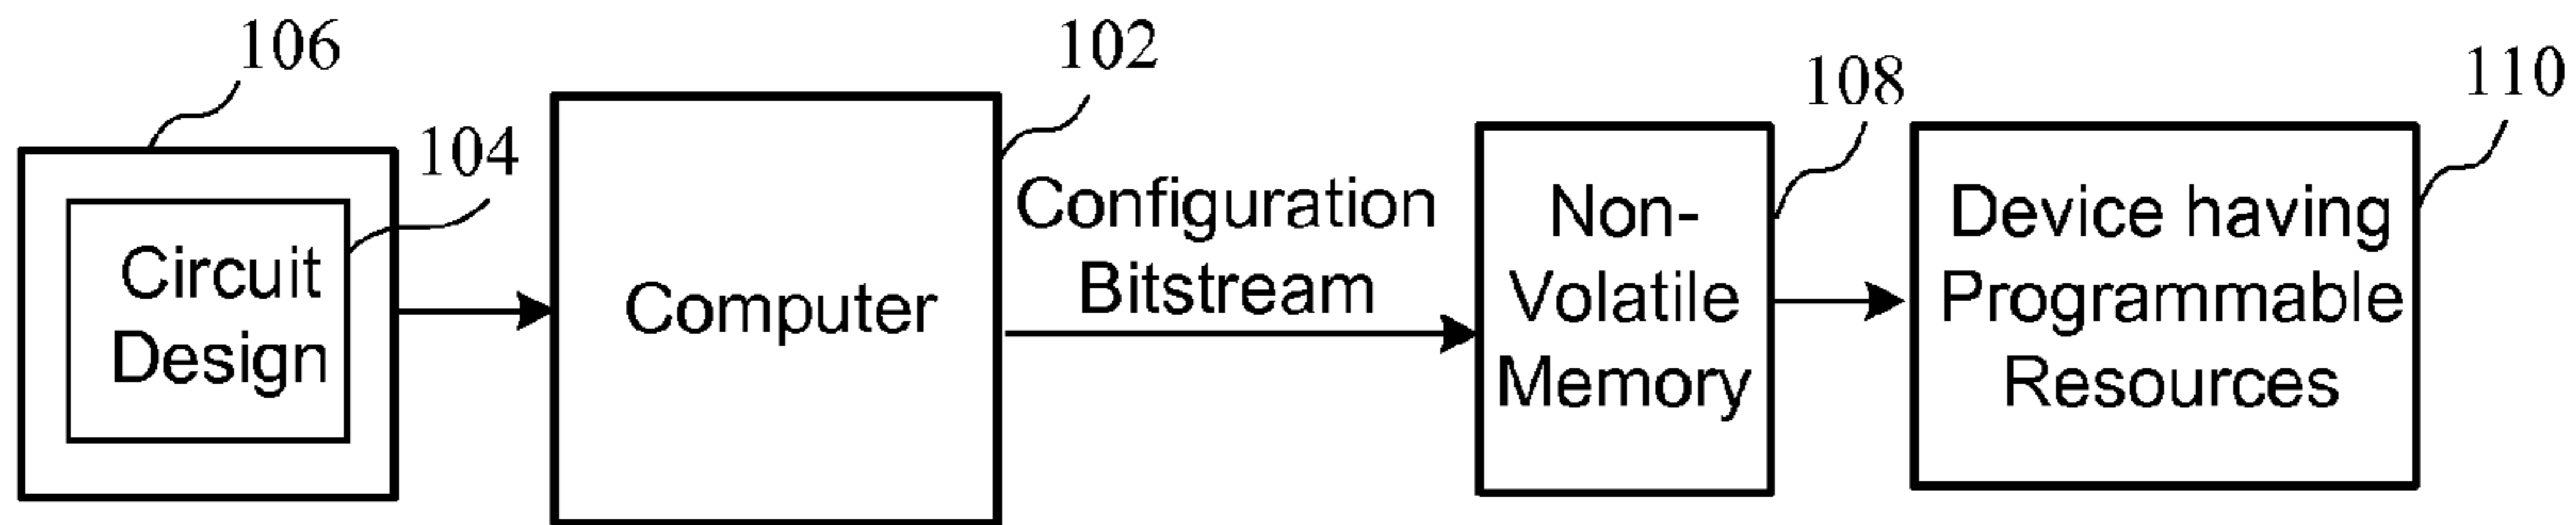 106
104
Circuit
Design
102
Computer
Configuration
Bitstream
108
Non-
Volatile
Memory
110
Device having
Programmable
Resources